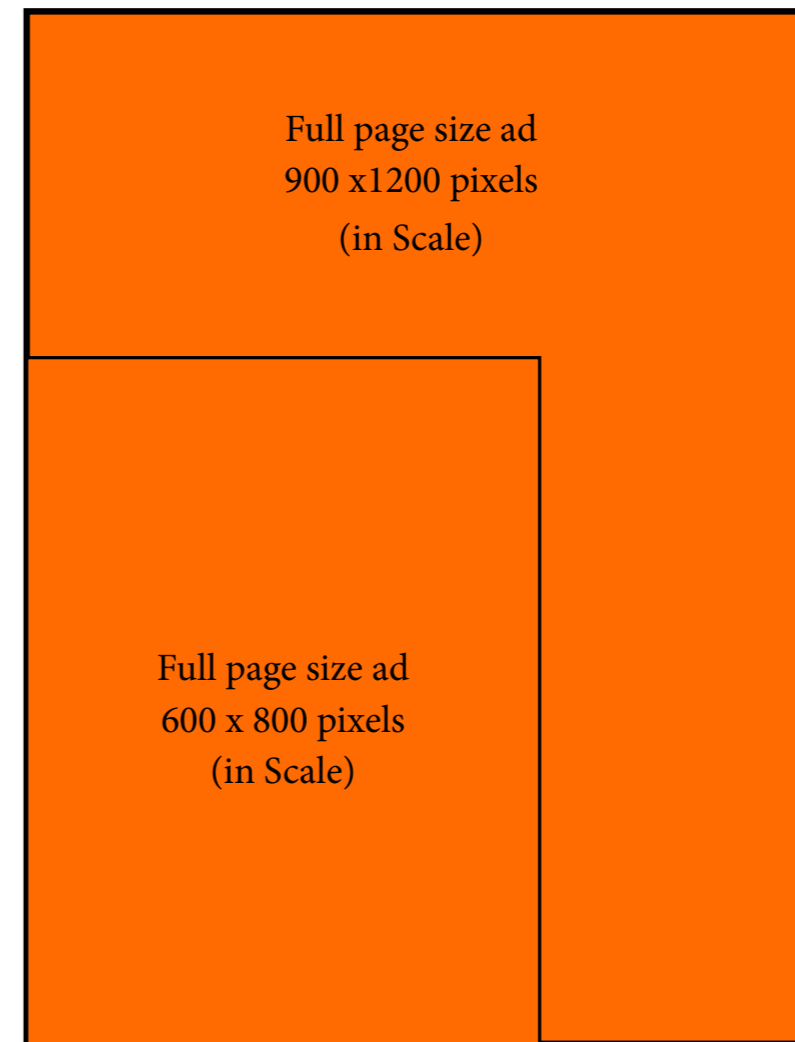 Full page size ad
900 x1200 pixels
(in Scale)
Full page size ad
600 x 800 pixels
(in Scale)